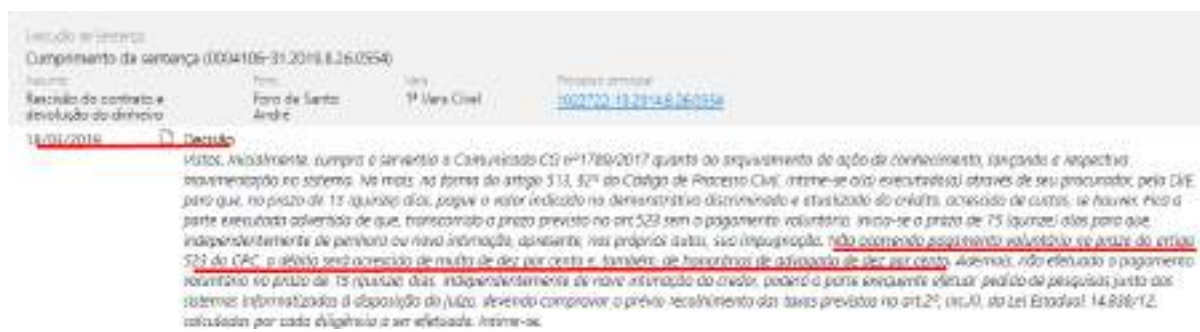 Execução de Sentença
Cumprimento de sentença (0004106-31.2019.8.26.0554)
Assunto Foro Vara Processo principal
Rescisão do contrato e devolução do dinheiro Foro de Santo André 1ª Vara Cível 1022722-13.2014.8.26.0554
18/03/2019 Decisão
Vistos. Inicialmente, cumpra a serventia o Comunicado CG nº1789/2017 quanto ao arquivamento da ação de conhecimento, lançando a respectiva
movimentação no sistema. No mais, na forma do artigo 513, §2º do Código de Processo Civil, intime-se o(a) executado(a) através de seu procurador, pelo DJE,
para que, no prazo de 15 (quinze) dias, pague o valor indicado no demonstrativo discriminado e atualizado do crédito, acrescido de custas, se houver. Fica a
parte executada advertida de que, transcorrido o prazo previsto no art.523 sem o pagamento voluntário, inicia-se o prazo de 15 (quinze) dias para que,
independentemente de penhora ou nova intimação, apresente, nos próprios autos, sua impugnação. Não ocorrendo pagamento voluntário no prazo do artigo
523 do CPC, o débito será acrescido de multa de dez por cento e, também, de honorários de advogado de dez por cento. Ademais, não efetuado o pagamento
voluntário no prazo de 15 (quinze) dias, independentemente de nova intimação do credor, poderá a parte exequente efetuar pedido de pesquisas junto aos
sistemas informatizados à disposição do juízo, devendo comprovar o prévio recolhimento das taxas previstas no art.2º, inc.XI, da Lei Estadual 14.838/12,
calculadas por cada diligência a ser efetuada. Intime-se.